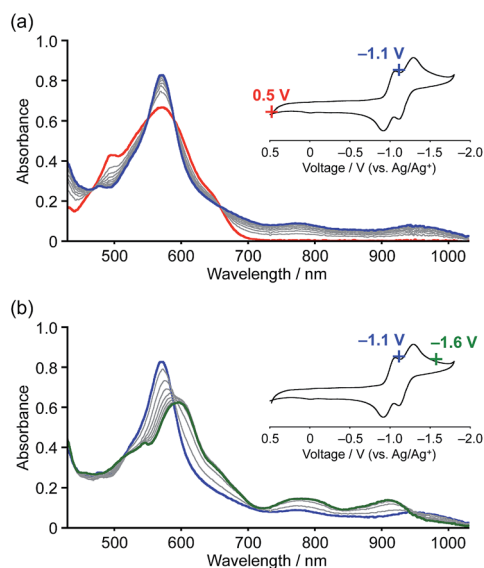 (a)
1.0
0.8
0.6
0.4
0.2
0
Absorbance
500 600 700 800 900 1000
Wavelength / nm
−1.1 V
0.5 V
0.5 0 −0.5 −1.0 −1.5 −2.0
Voltage / V (vs. Ag/Ag⁺)
(b)
1.0
0.8
0.6
0.4
0.2
0
Absorbance
500 600 700 800 900 1000
Wavelength / nm
−1.1 V −1.6 V
0.5 0 −0.5 −1.0 −1.5 −2.0
Voltage / V (vs. Ag/Ag⁺)